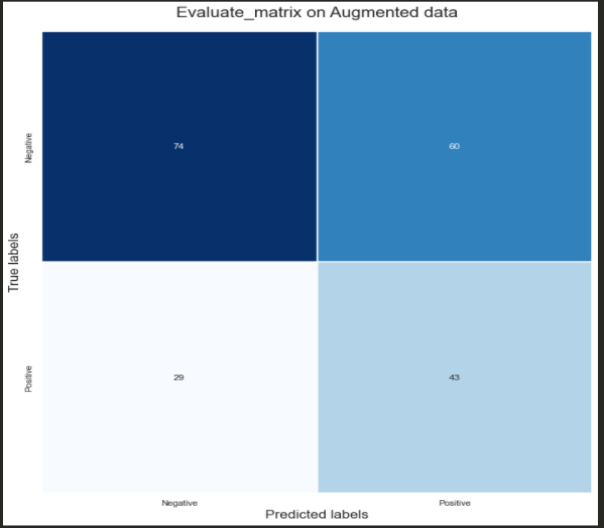 Evaluate_matrix on Augmented data
True labels
Negative
74
60
Positive
29
43
Negative
Positive
Predicted labels